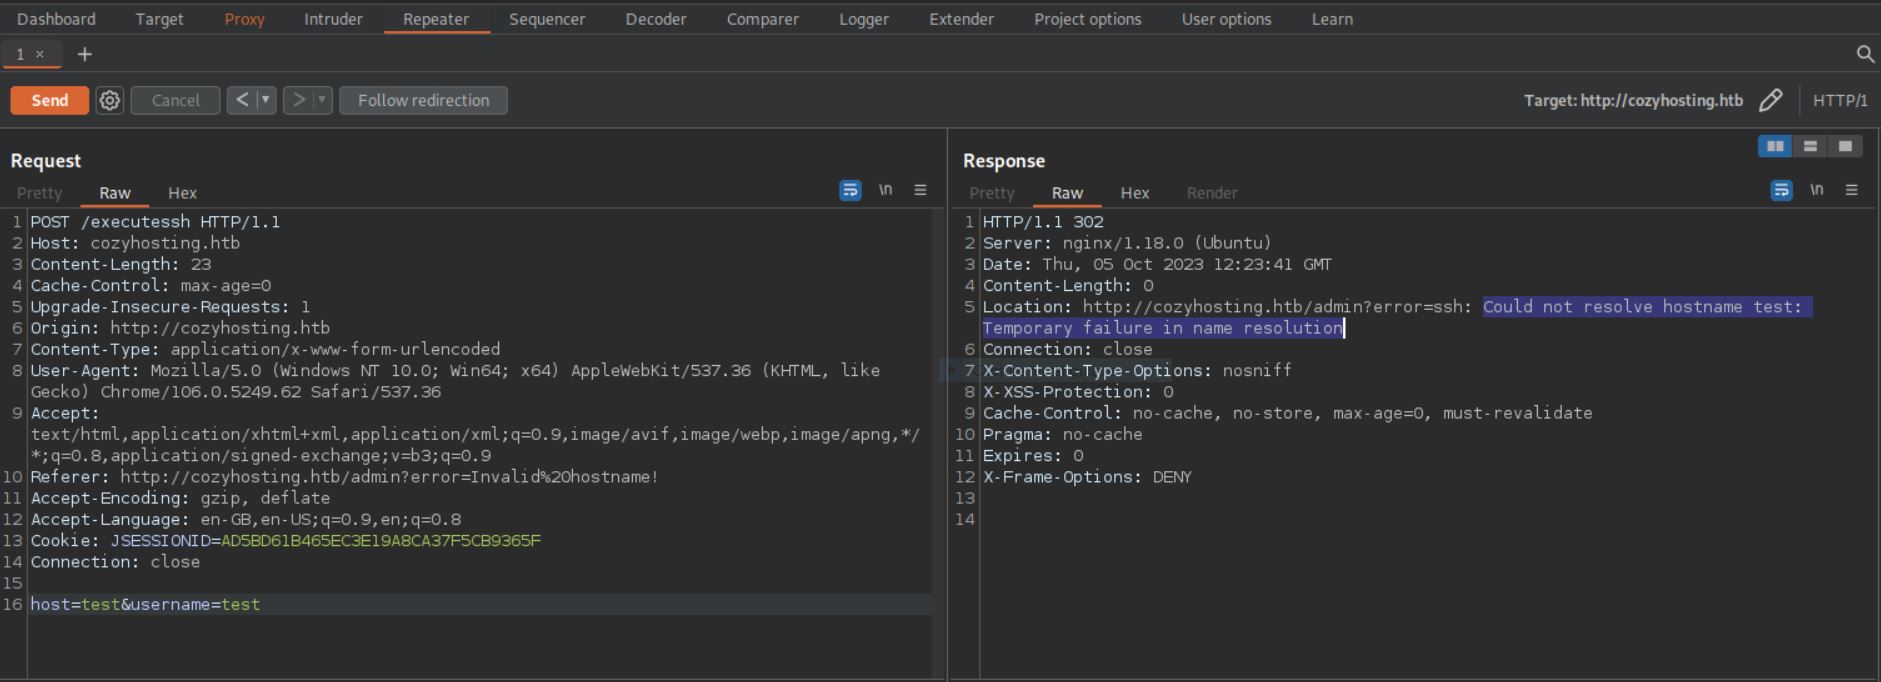 Dashboard Target Proxy Intruder Repeater Sequencer Decoder Comparer Logger Extender Project options User options Learn
1 × +
Send Cancel < > Follow redirection Target: http://cozyhosting.htb HTTP/1
Request
Pretty Raw Hex \n
1 POST /executessh HTTP/1.1
2 Host: cozyhosting.htb
3 Content-Length: 23
4 Cache-Control: max-age=0
5 Upgrade-Insecure-Requests: 1
6 Origin: http://cozyhosting.htb
7 Content-Type: application/x-www-form-urlencoded
8 User-Agent: Mozilla/5.0 (Windows NT 10.0; Win64; x64) AppleWebKit/537.36 (KHTML, like
Gecko) Chrome/106.0.5249.62 Safari/537.36
9 Accept:
text/html,application/xhtml+xml,application/xml;q=0.9,image/avif,image/webp,image/apng,*/
*;q=0.8,application/signed-exchange;v=b3;q=0.9
10 Referer: http://cozyhosting.htb/admin?error=Invalid%20hostname!
11 Accept-Encoding: gzip, deflate
12 Accept-Language: en-GB,en-US;q=0.9,en;q=0.8
13 Cookie: JSESSIONID=AD5BD61B465EC3E19A8CA37F5CB9365F
14 Connection: close
15
16 host=test&username=test
Response
Pretty Raw Hex Render \n
1 HTTP/1.1 302
2 Server: nginx/1.18.0 (Ubuntu)
3 Date: Thu, 05 Oct 2023 12:23:41 GMT
4 Content-Length: 0
5 Location: http://cozyhosting.htb/admin?error=ssh: Could not resolve hostname test:
Temporary failure in name resolution
6 Connection: close
7 X-Content-Type-Options: nosniff
8 X-XSS-Protection: 0
9 Cache-Control: no-cache, no-store, max-age=0, must-revalidate
10 Pragma: no-cache
11 Expires: 0
12 X-Frame-Options: DENY
13
14